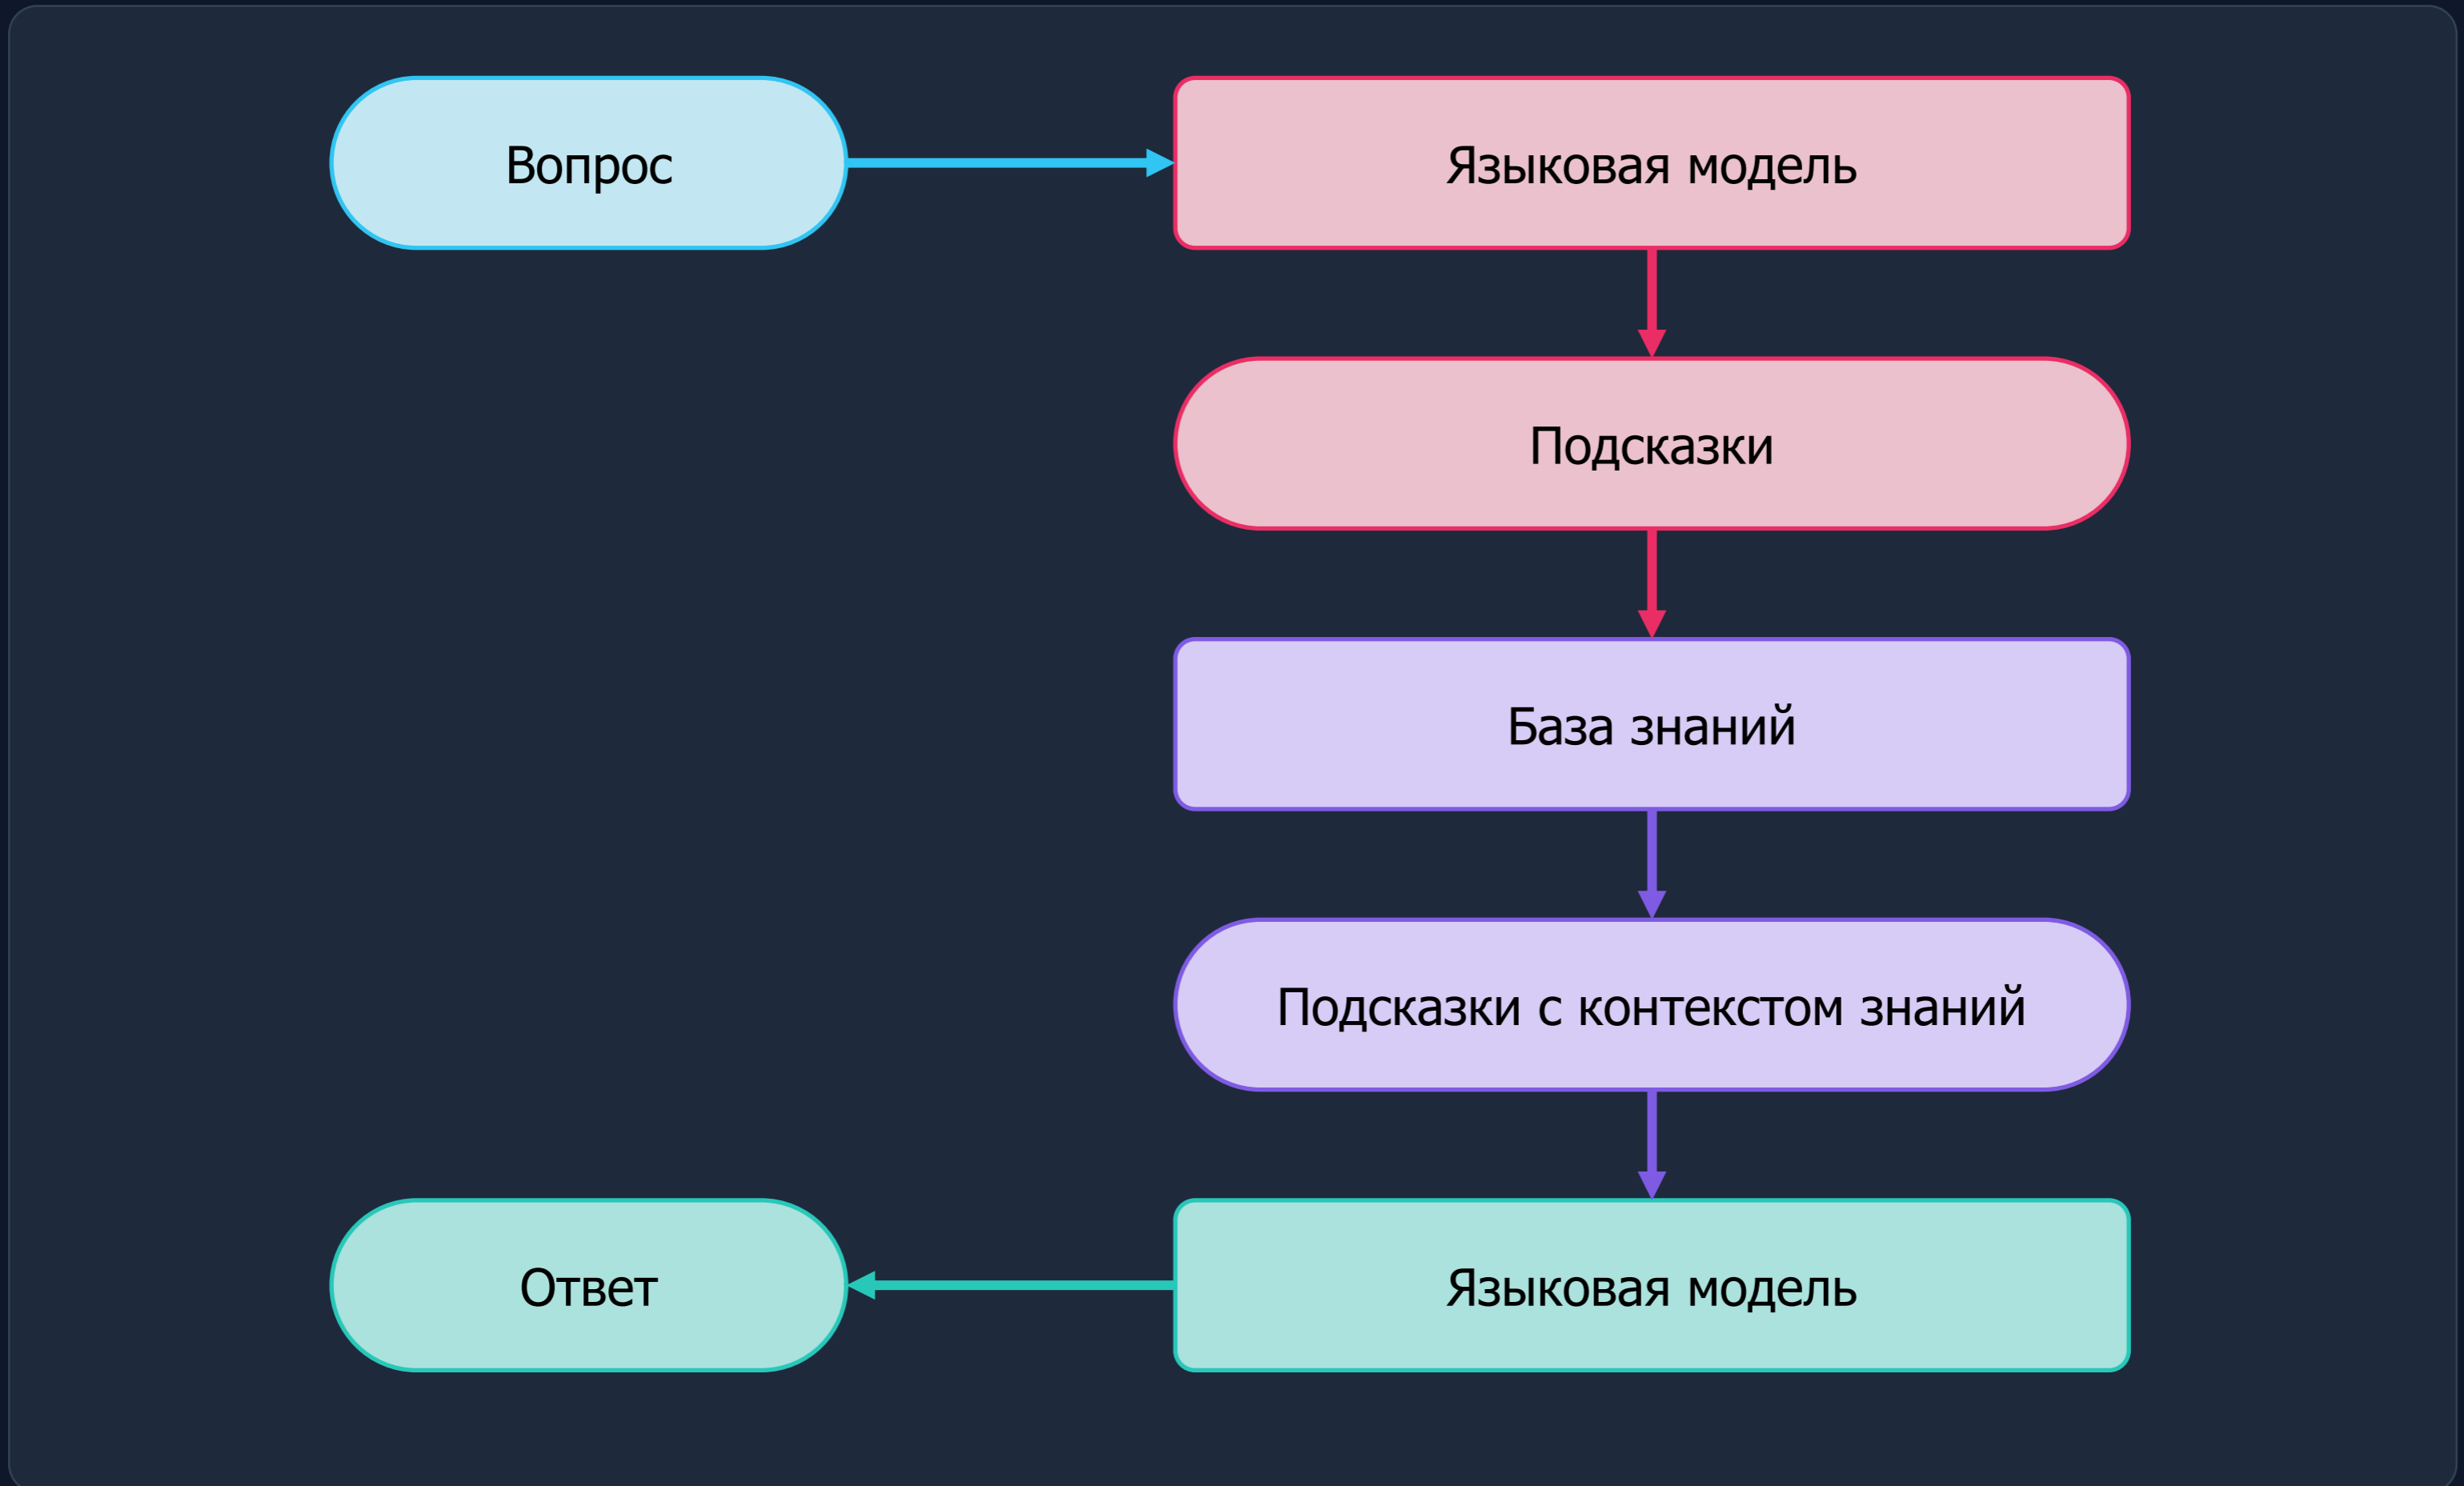 Вопрос
Языковая модель
Подсказки
База знаний
Подсказки с контекстом знаний
Языковая модель
Ответ